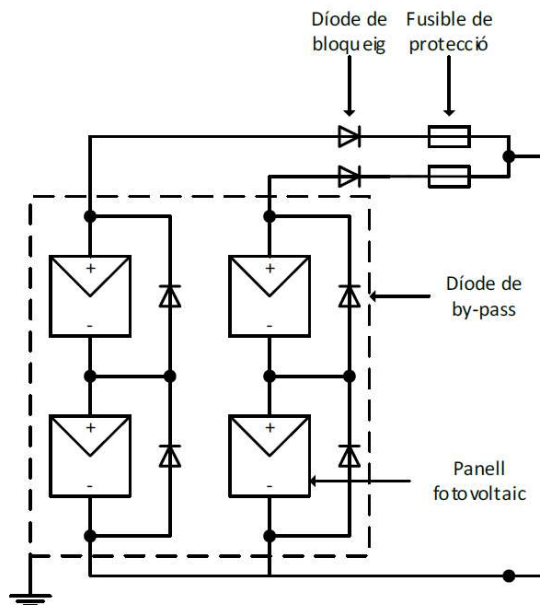 Díode de
bloqueig
Fusible de
protecció
+
+
-
-
Díode de
by-pass
+
+
-
-
Panell
fotovoltaic